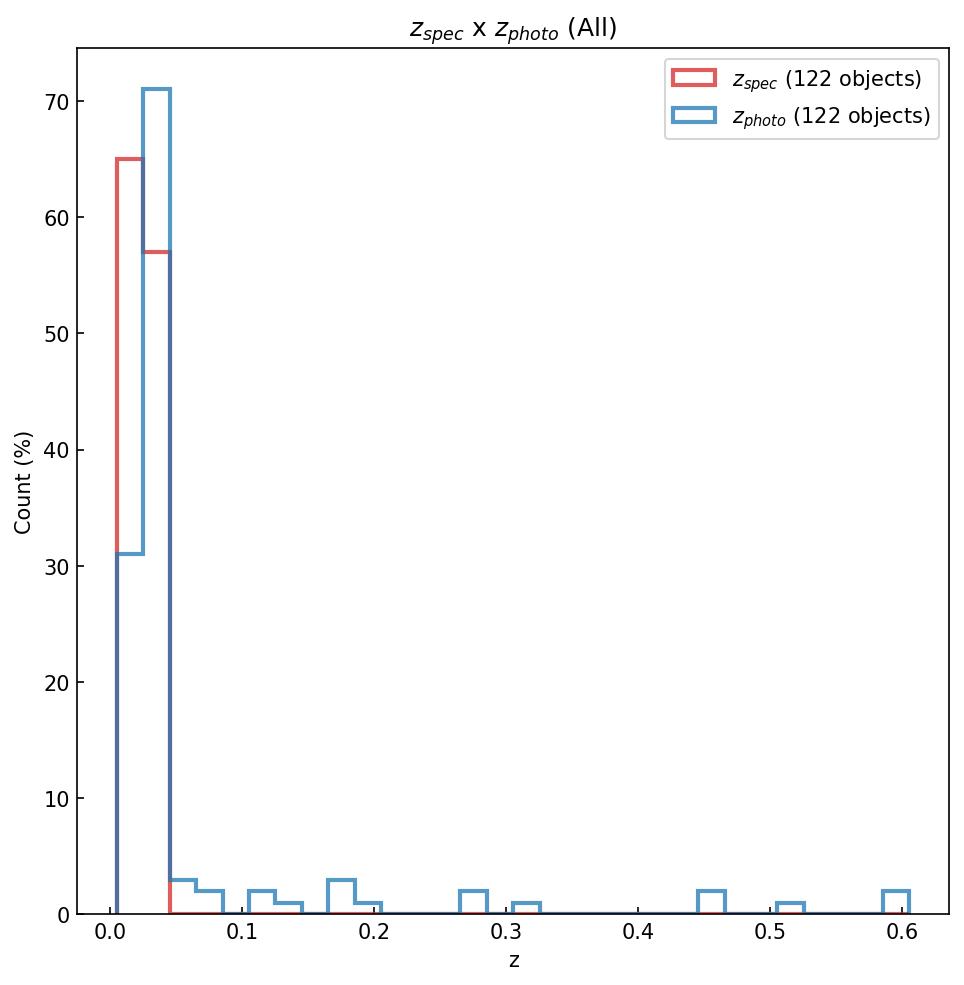 z_spec x z_photo (All)
z_spec (122 objects)
z_photo (122 objects)
Count (%)
70
60
50
40
30
20
10
0
0.0 0.1 0.2 0.3 0.4 0.5 0.6
z